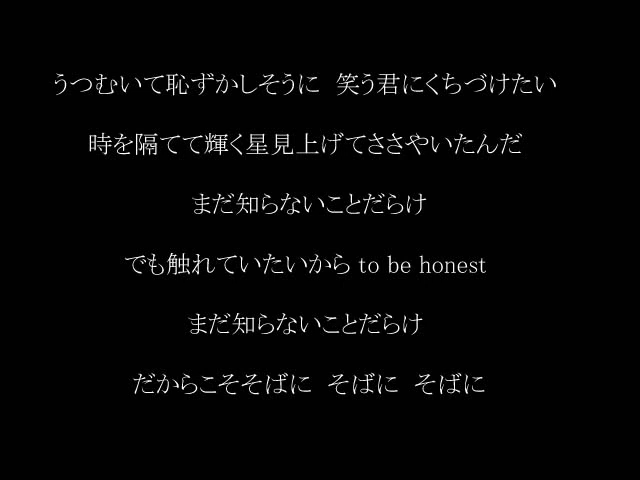 うつむいて恥ずかしそうに　笑う君にくちづけたい
時を隔てて輝く星見上げてささやいたんだ
まだ知らないことだらけ
でも触れていたいから to be honest
まだ知らないことだらけ
だからこそそばに　そばに　そばに